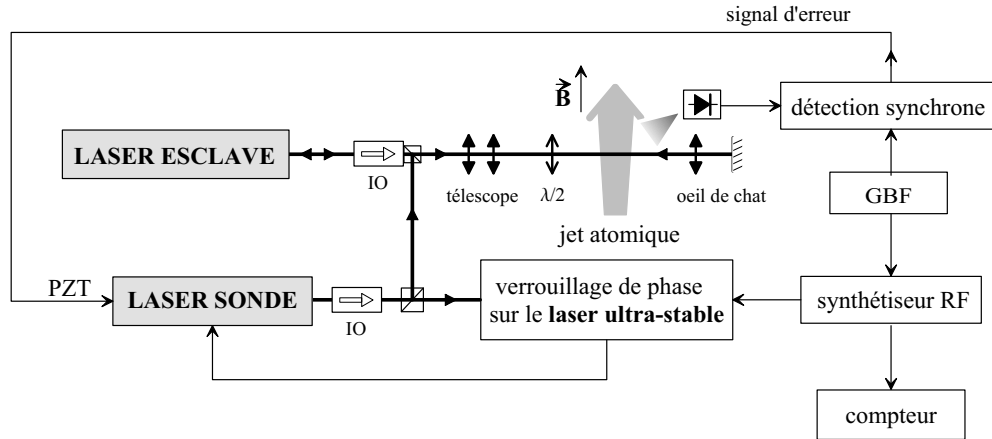 signal d'erreur
B
détection synchrone
LASER ESCLAVE
IO
télescope
λ/2
oeil de chat
GBF
jet atomique
PZT
LASER SONDE
IO
verrouillage de phase
sur le laser ultra-stable
synthétiseur RF
compteur